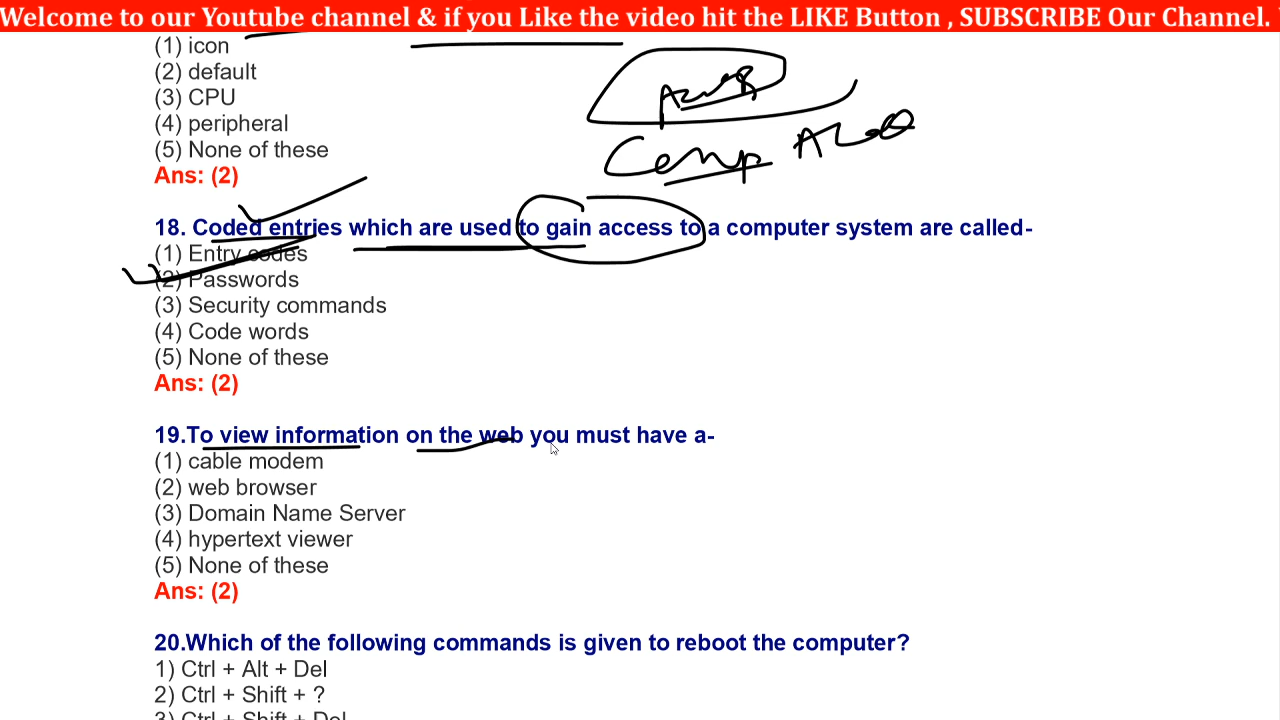 Welcome to our Youtube channel & if you Like the video hit the LIKE Button , SUBSCRIBE Our Channel.
(1) icon
(2) default
(3) CPU
(4) peripheral
(5) None of these
Ans: (2)
Comp
18. Coded entries which are used to gain access to a computer system are called-
(1) Entry codes
(2) Passwords
(3) Security commands
(4) Code words
(5) None of these
Ans: (2)
19.To view information on the web you must have a-
(1) cable modem
(2) web browser
(3) Domain Name Server
(4) hypertext viewer
(5) None of these
Ans: (2)
20.Which of the following commands is given to reboot the computer?
1) Ctrl + Alt + Del
2) Ctrl + Shift + ?
3) Ctrl + Shift + Del